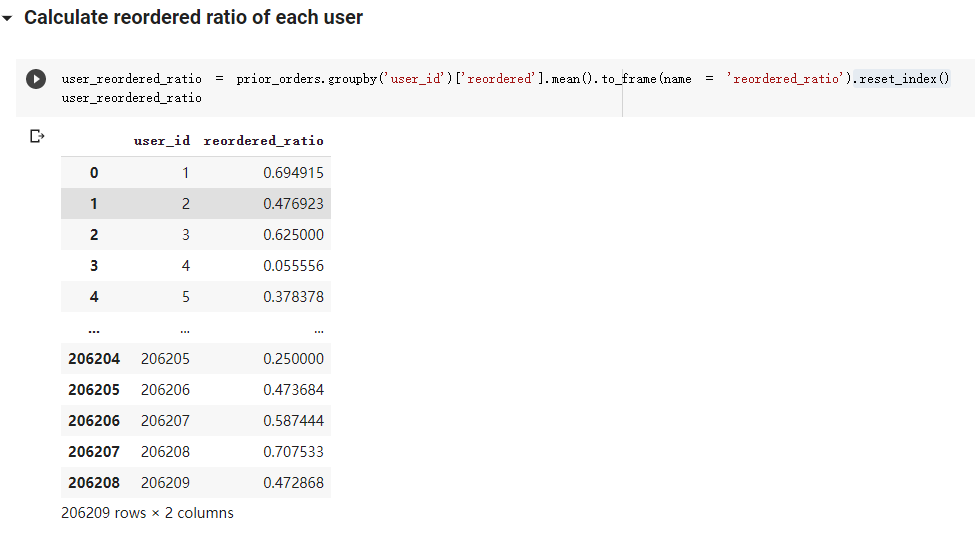 Calculate reordered ratio of each user
user_reordered_ratio = prior_orders.groupby('user_id')['reordered'].mean().to_frame(name = 'reordered_ratio').reset_index()
user_reordered_ratio
user_id reordered_ratio
0 1 0.694915
1 2 0.476923
2 3 0.625000
3 4 0.055556
4 5 0.378378
... ... ...
206204 206205 0.250000
206205 206206 0.473684
206206 206207 0.587444
206207 206208 0.707533
206208 206209 0.472868
206209 rows × 2 columns